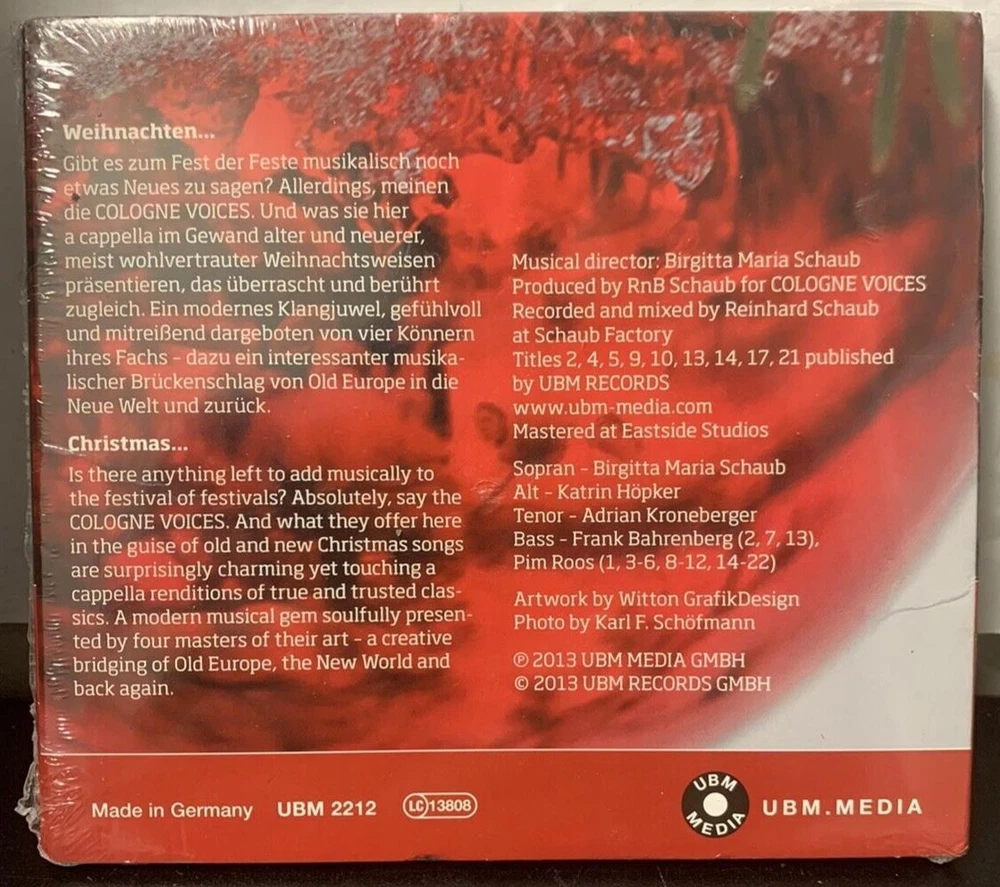 Weihnachten...
Gibt es zum Fest der Feste musikalisch noch
etwas Neues zu sagen? Allerdings, meinen
die COLOGNE VOICES. Und was sie hier
a cappella im Gewand alter und neuerer,
meist wohlvertrauter Weihnachtsweisen
präsentieren, das überrascht und berührt
zugleich. Ein modernes Klangjuwel, gefühlvoll
und mitreißend dargeboten von vier Könnern
ihres Fachs – dazu ein interessanter musika-
lischer Brückenschlag von Old Europe in die
Neue Welt und zurück.
Christmas...
Is there anything left to add musically to
the festival of festivals? Absolutely, say the
COLOGNE VOICES. And what they offer here
in the guise of old and new Christmas songs
are surprisingly charming yet touching a
cappella renditions of true and trusted clas-
sics. A modern musical gem soulfully presen-
ted by four masters of their art – a creative
bridging of Old Europe, the New World and
back again.
Musical director: Birgitta Maria Schaub
Produced by RnB Schaub for COLOGNE VOICES
Recorded and mixed by Reinhard Schaub
at Schaub Factory
Titles 2, 4, 5, 9, 10, 13, 14, 17, 21 published
by UBM RECORDS
www.ubm-media.com
Mastered at Eastside Studios
Sopran – Birgitta Maria Schaub
Alt – Katrin Höpker
Tenor – Adrian Kroneberger
Bass – Frank Bahrenberg (2, 7, 13),
Pim Roos (1, 3-6, 8-12, 14-22)
Artwork by Witton GrafikDesign
Photo by Karl F. Schöfmann
℗ 2013 UBM MEDIA GMBH
© 2013 UBM RECORDS GMBH
Made in Germany UBM 2212 LC 13808
UBM MEDIA
UBM.MEDIA